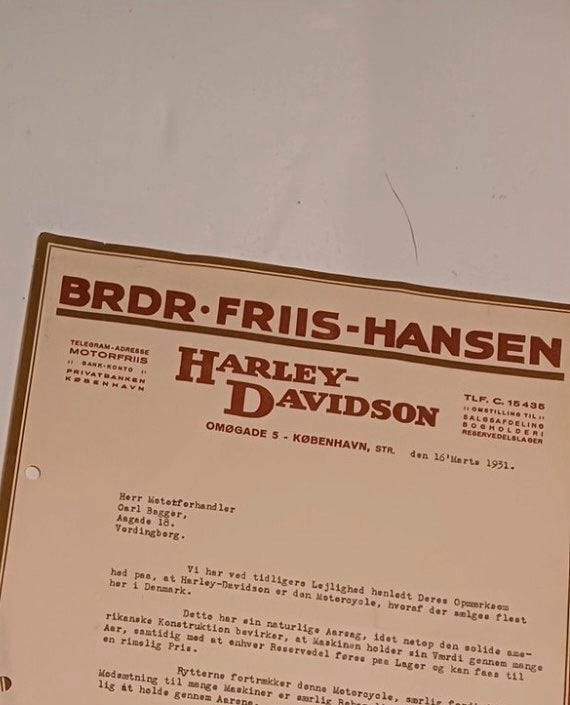 BRDR·FRIIS-HANSEN
TELEGRAM-ADRESSE
MOTORFRIIS
" BANK-KONTO "
PRIVATBANKEN
KØBENHAVN
HARLEY-
DAVIDSON
OMØGADE 5 - KØBENHAVN, STR.
TLF. C. 15435
" OMSTILLING TIL "
SALGSAFDELING
BOGHOLDERI
RESERVEDELSLAGER
den 16'Marts 1931.
Herr Motorforhandler
Carl Bagger,
Aagade 18.
Vordingborg.
Vi har ved tidligere Lejlighed henledt Deres Opmærksom
hed paa, at Harley-Davidson er den Motorcycle, hvoraf der sælges flest
her i Danmark.
Dette har sin naturlige Aarsag, idet netop den solide ame-
rikanske Konstruktion bevirker, at Maskinen holder sin Værdi gennem mange
Aar, samtidig med at enhver Reservedel føres paa Lager og kan faas til
en rimelig Pris.
Rytterne fortrækker denne Motorcycle, særlig
Modsætning til mange Maskiner er særlig
lig at holde gennem Aarene.